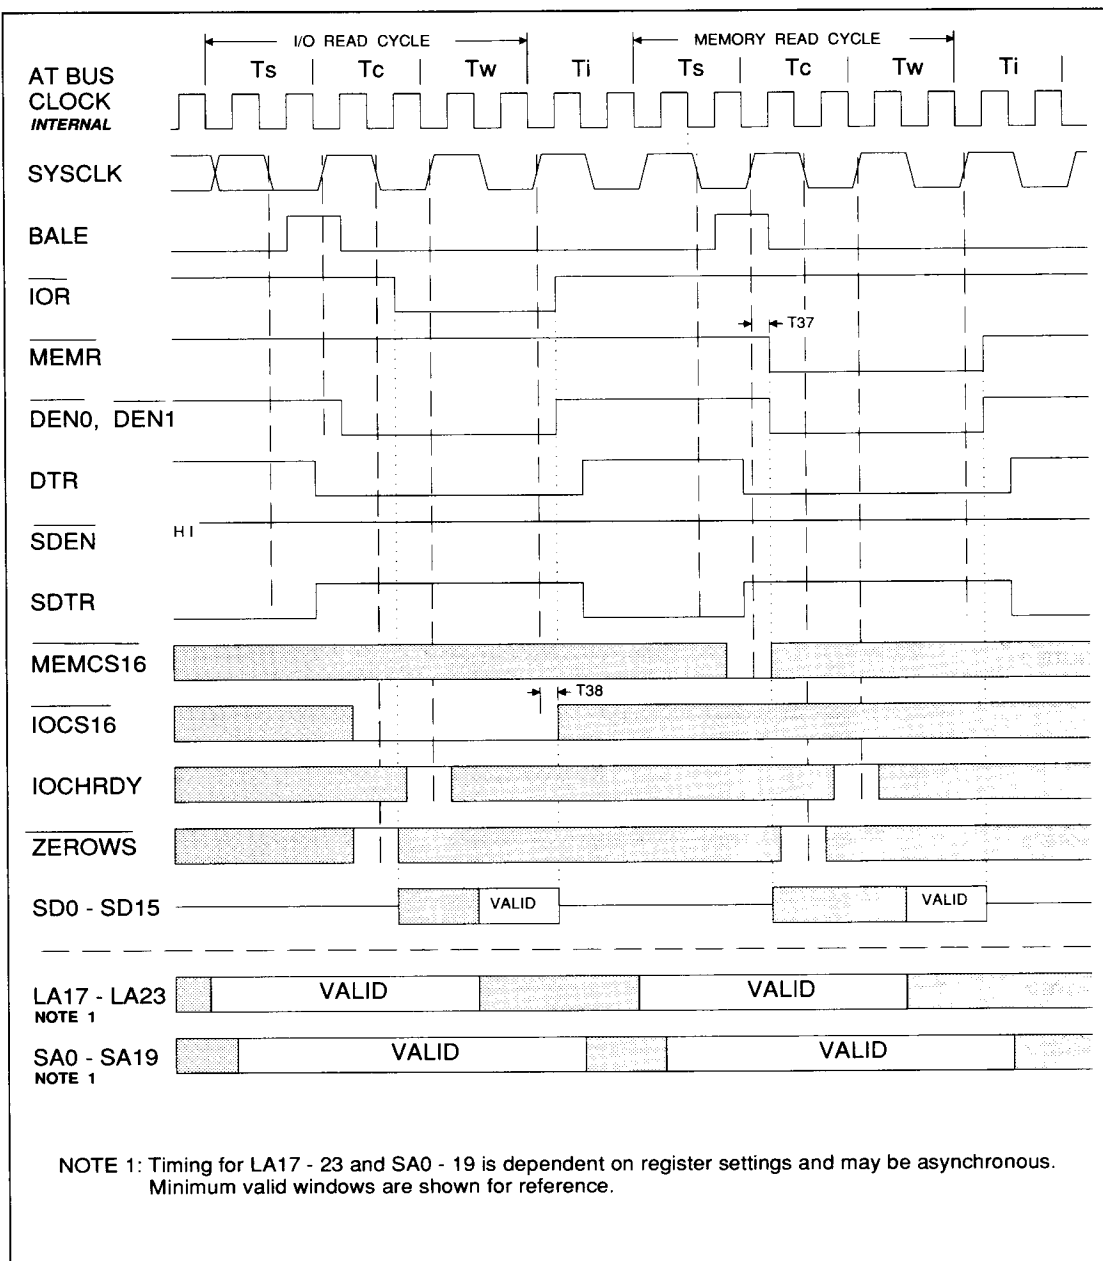 I/O READ CYCLE MEMORY READ CYCLE
Ts Tc Tw Ti Ts Tc Tw Ti
AT BUS
CLOCK
INTERNAL
SYSCLK
BALE
IOR
T37
MEMR
DEN0, DEN1
DTR
HI
SDEN
SDTR
MEMCS16
T38
IOCS16
IOCHRDY
ZEROWS
SD0 - SD15 VALID VALID
LA17 - LA23 VALID VALID
NOTE 1
SA0 - SA19 VALID VALID
NOTE 1
NOTE 1: Timing for LA17 - 23 and SA0 - 19 is dependent on register settings and may be asynchronous.
Minimum valid windows are shown for reference.